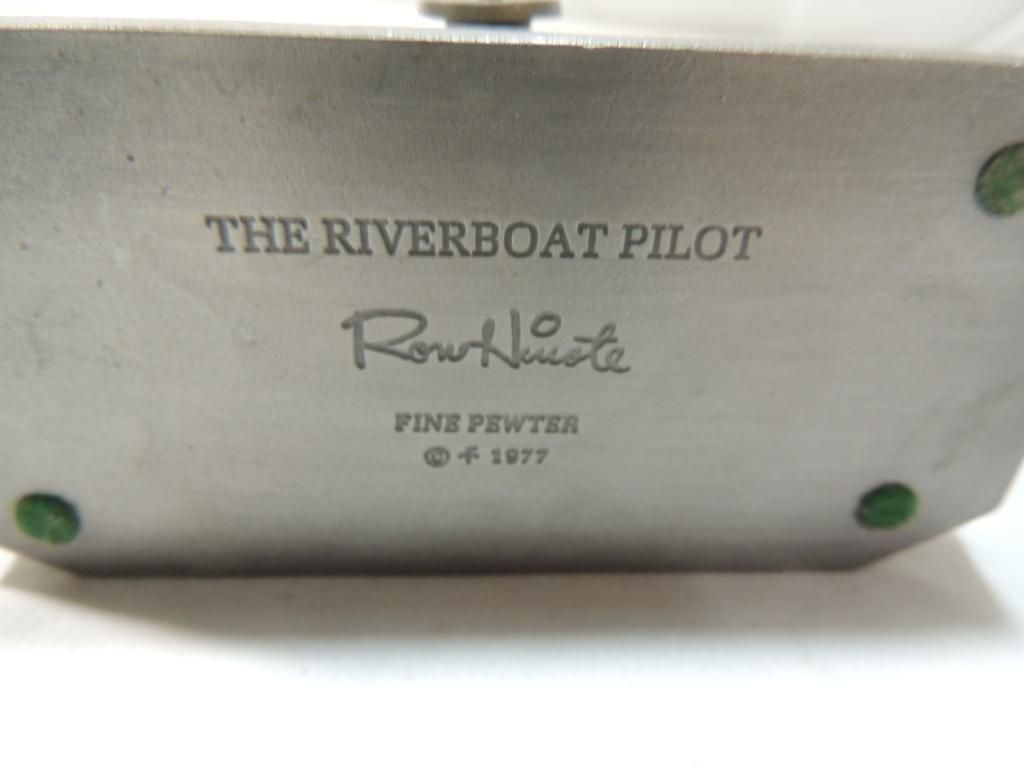 THE RIVERBOAT PILOT
Ron Hinote
FINE PEWTER
© 1977